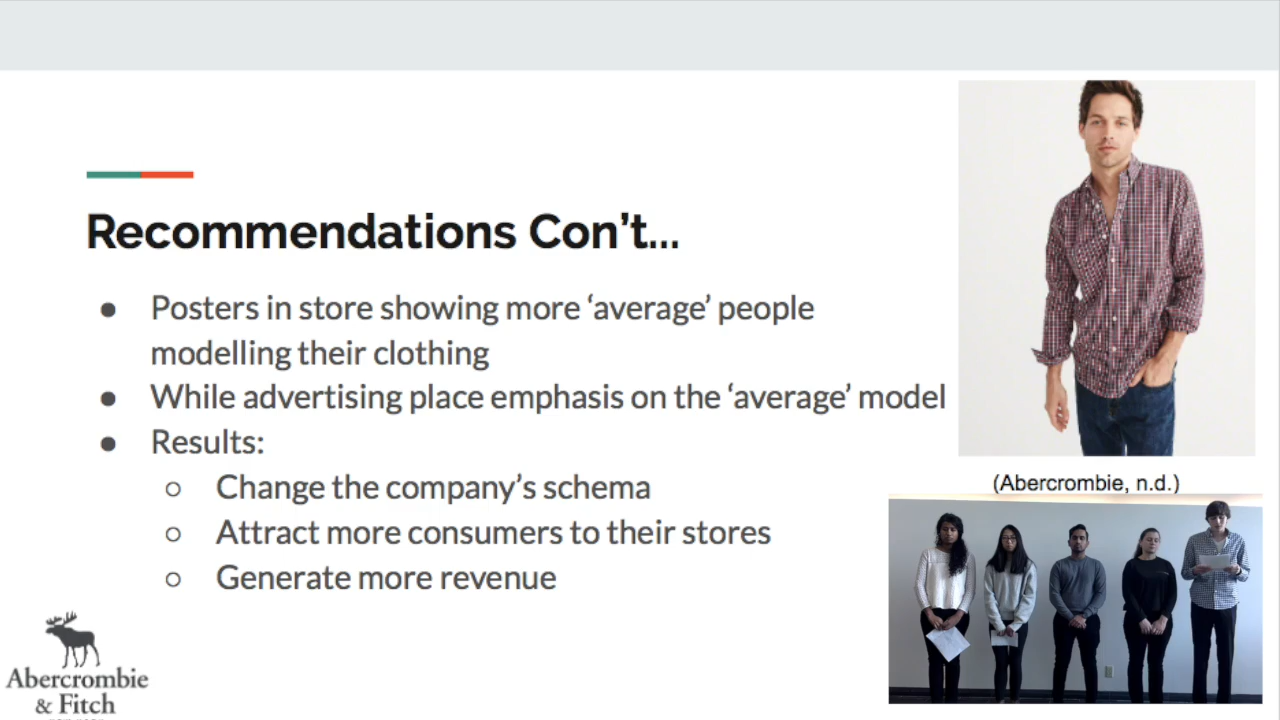 Recommendations Con't...
● Posters in store showing more ‘average’ people
modelling their clothing
● While advertising place emphasis on the ‘average’ model
● Results:
○ Change the company’s schema
○ Attract more consumers to their stores
○ Generate more revenue
(Abercrombie, n.d.)
Abercrombie
& Fitch